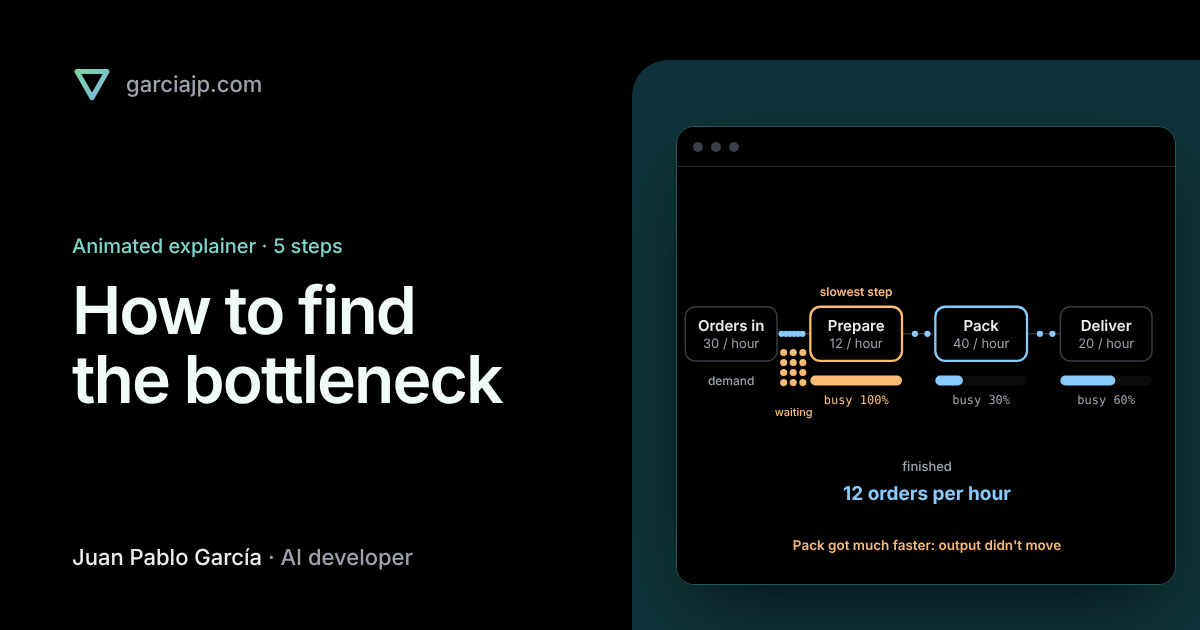 garciajp.com
Animated explainer · 5 steps
How to find
the bottleneck
Juan Pablo García · AI developer
slowest step
Orders in
30 / hour
Prepare
12 / hour
Pack
40 / hour
Deliver
20 / hour
demand
waiting
busy 100%
busy 30%
busy 60%
finished
12 orders per hour
Pack got much faster: output didn't move